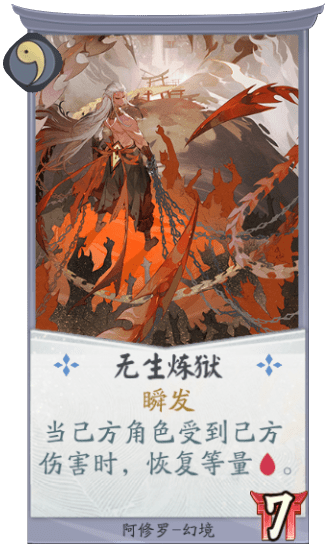 无生炼狱
瞬发
当己方角色受到己方
伤害时，恢复等量。
阿修罗-幻境
7